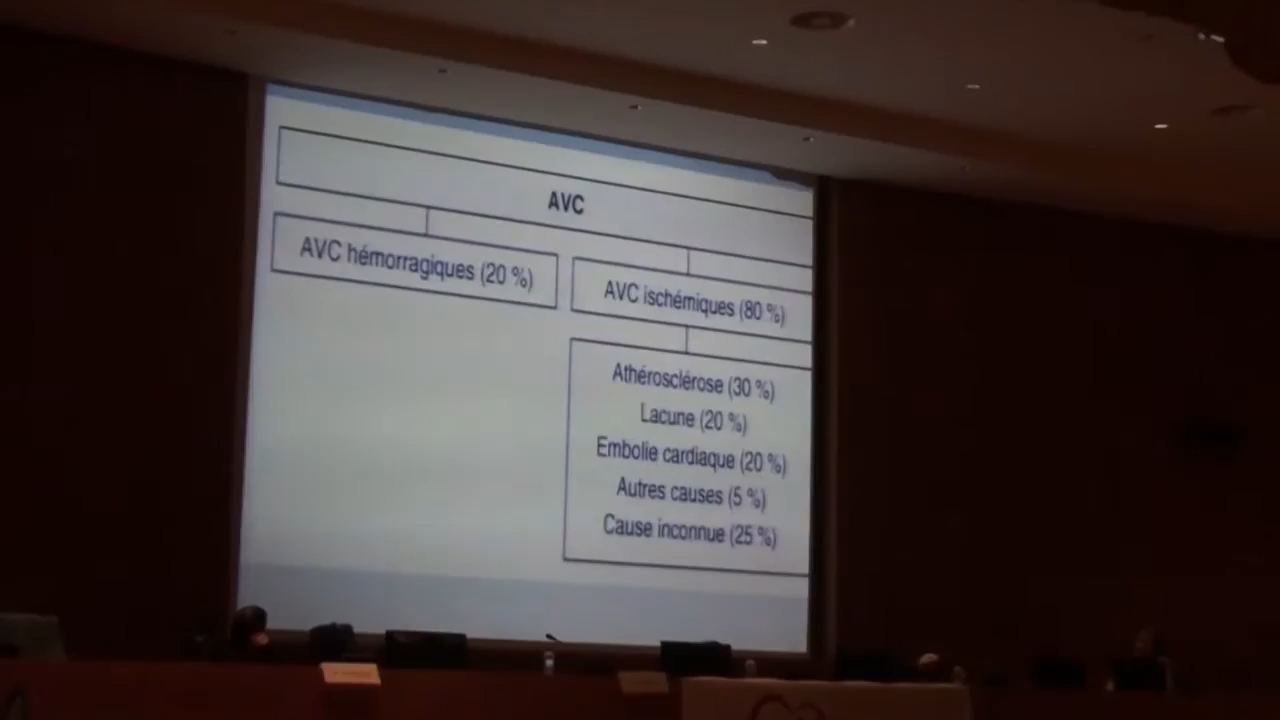 AVC
AVC hémorragiques (20 %)
AVC ischémiques (80 %)
Athérosclérose (30 %)
Lacune (20 %)
Embolie cardiaque (20 %)
Autres causes (5 %)
Cause inconnue (25 %)